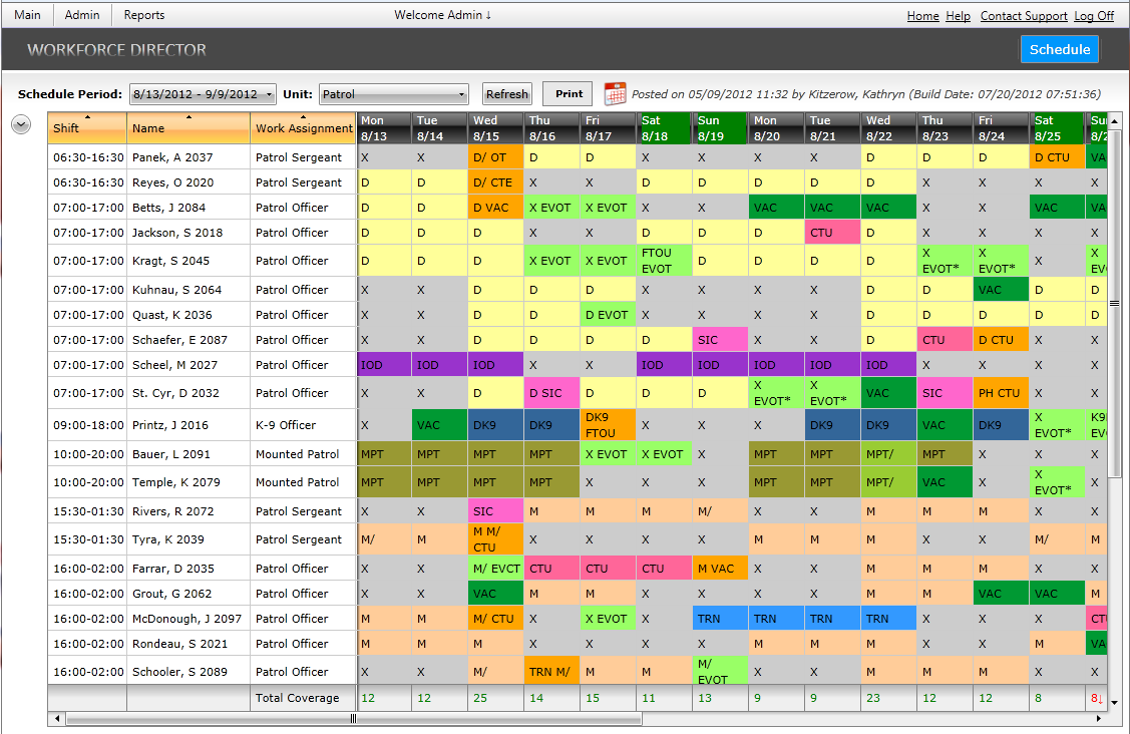 Main Admin Reports Welcome Admin ↓ Home Help Contact Support Log Off
WORKFORCE DIRECTOR Schedule
Schedule Period: 8/13/2012 - 9/9/2012 Unit: Patrol Refresh Print Posted on 05/09/2012 11:32 by Kitzerow, Kathryn (Build Date: 07/20/2012 07:51:36)
Shift Name Work Assignment Mon 8/13 Tue 8/14 Wed 8/15 Thu 8/16 Fri 8/17 Sat 8/18 Sun 8/19 Mon 8/20 Tue 8/21 Wed 8/22 Thu 8/23 Fri 8/24 Sat 8/25
06:30-16:30 Panek, A 2037 Patrol Sergeant X X D/ OT D D X X X X D D D D CTU VA
06:30-16:30 Reyes, O 2020 Patrol Sergeant D D D/ CTE X X D D D D D X X X X
07:00-17:00 Betts, J 2084 Patrol Officer D D D VAC X EVOT X EVOT X X VAC VAC VAC X X VAC VA
07:00-17:00 Jackson, S 2018 Patrol Officer D D D X X D D D CTU D X X X X
07:00-17:00 Kragt, S 2045 Patrol Officer D D D X EVOT X EVOT FTOU EVOT D D D D X EVOT* X EVOT* X X EV
07:00-17:00 Kuhnau, S 2064 Patrol Officer X X D D D X X X X D D VAC D D
07:00-17:00 Quast, K 2036 Patrol Officer X X D D D EVOT X X X X D D D D D
07:00-17:00 Schaefer, E 2087 Patrol Officer X X D D D D SIC X X D CTU D CTU X X
07:00-17:00 Scheel, M 2027 Patrol Officer IOD IOD IOD X X IOD IOD IOD IOD IOD X X X X
07:00-17:00 St. Cyr, D 2032 Patrol Officer X X D D SIC D D D X EVOT* X EVOT* VAC SIC PH CTU X X
09:00-18:00 Printz, J 2016 K-9 Officer X VAC DK9 DK9 DK9 FTOU X X X DK9 DK9 VAC DK9 X EVOT* K9
10:00-20:00 Bauer, L 2091 Mounted Patrol MPT MPT MPT MPT X EVOT X EVOT X MPT MPT MPT/ MPT X X X
10:00-20:00 Temple, K 2079 Mounted Patrol MPT MPT MPT MPT X X X MPT MPT MPT/ VAC X X EVOT* X
15:30-01:30 Rivers, R 2072 Patrol Sergeant X X SIC M M M M/ X X M M M X X
15:30-01:30 Tyra, K 2039 Patrol Sergeant M/ M M M/ CTU X X X X M M M X X M/ M
16:00-02:00 Farrar, D 2035 Patrol Officer X X M/ EVCT CTU CTU CTU M VAC X X M M M X X
16:00-02:00 Grout, G 2062 Patrol Officer X X VAC M M X X X X M M VAC VAC M
16:00-02:00 McDonough, J 2097 Patrol Officer M M M/ CTU X X EVOT X TRN TRN TRN TRN X X X CT
16:00-02:00 Rondeau, S 2021 Patrol Officer M M M X X X X M M M X X M VA
16:00-02:00 Schooler, S 2089 Patrol Officer X X M/ TRN M/ M M M/ EVOT X X M M M X X
Total Coverage 12 12 25 14 15 11 13 9 9 23 12 12 8 8↓